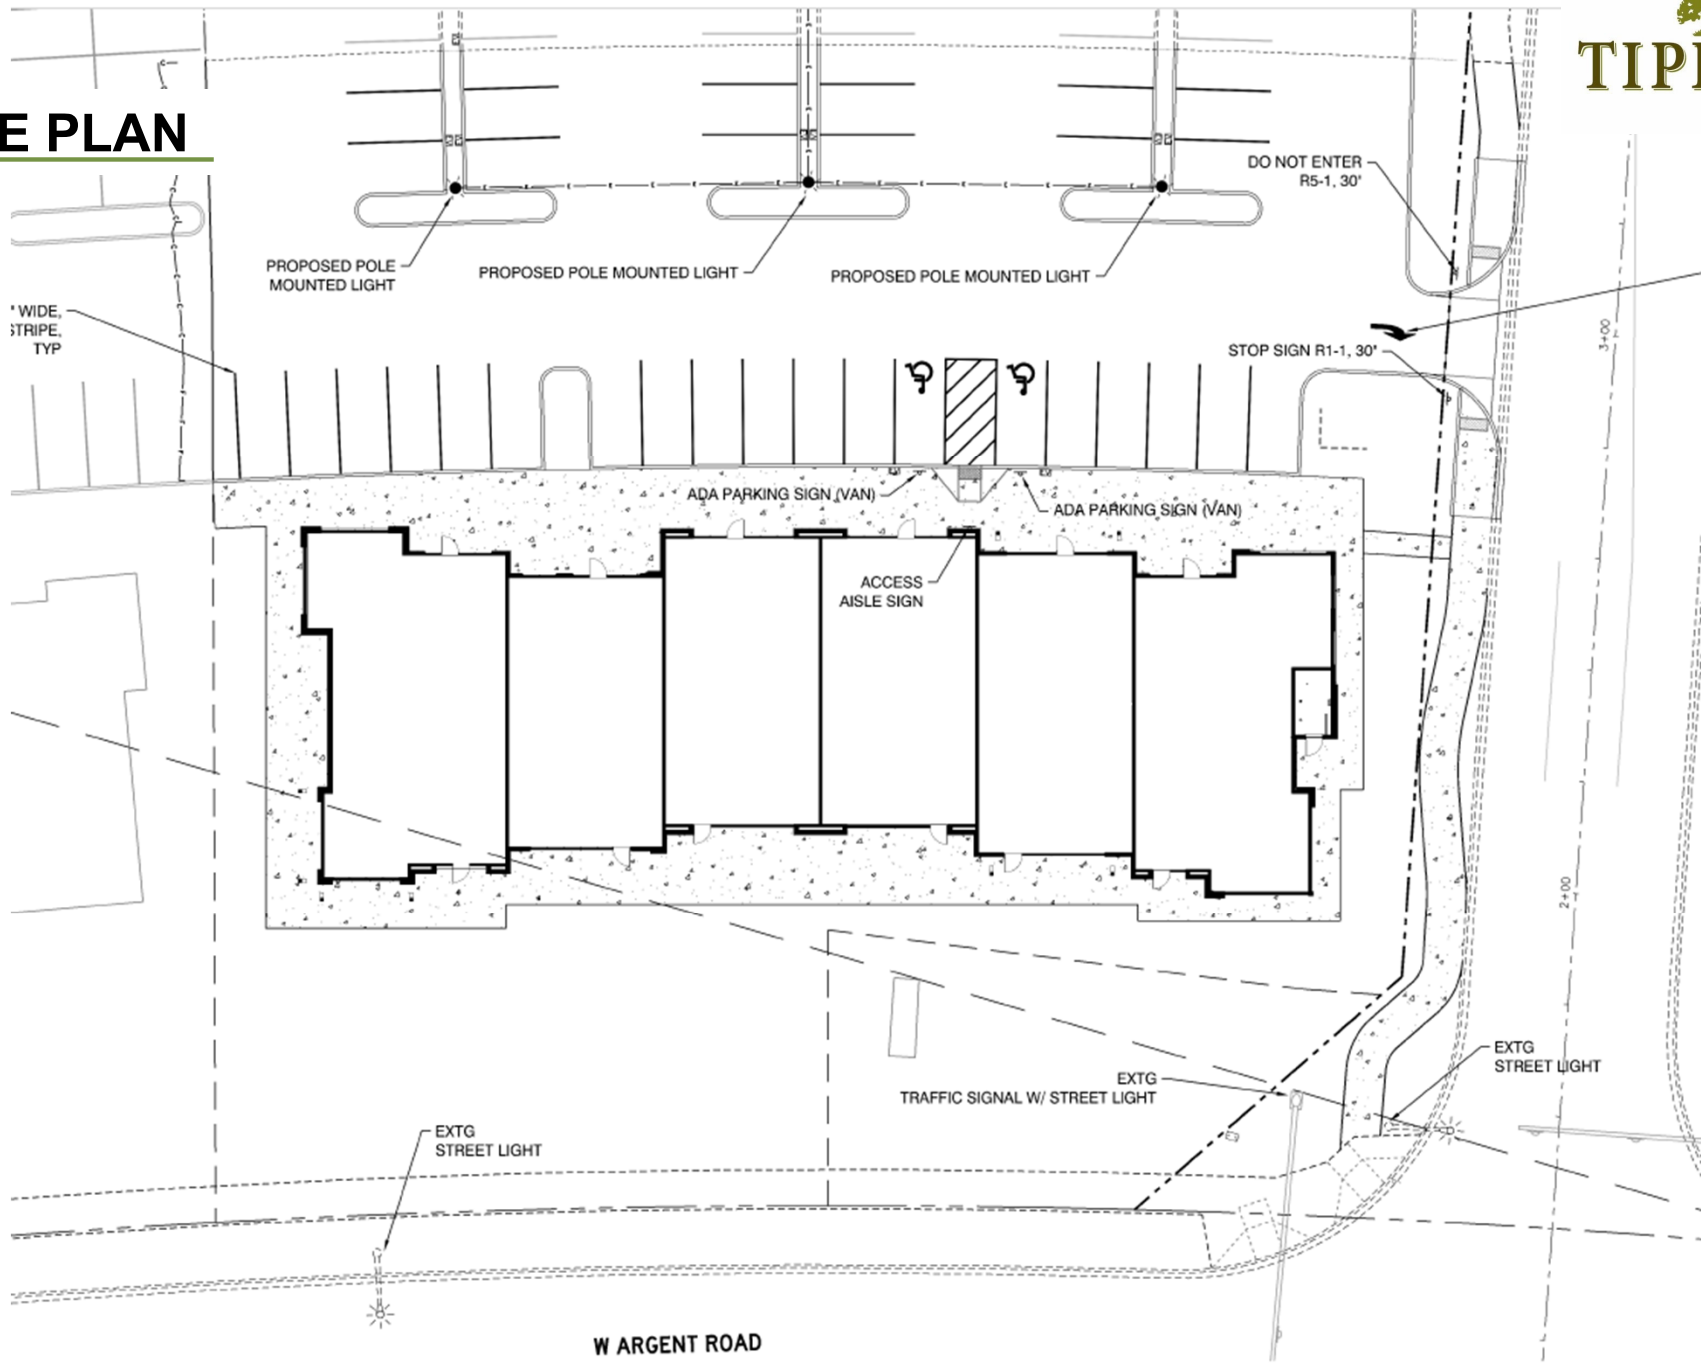 E PLAN
TIP
DO NOT ENTER
R5-1, 30"
PROPOSED POLE
MOUNTED LIGHT
PROPOSED POLE MOUNTED LIGHT
PROPOSED POLE MOUNTED LIGHT
" WIDE,
STRIPE,
TYP
STOP SIGN R1-1, 30"
3+00
ADA PARKING SIGN (VAN)
ADA PARKING SIGN (VAN)
ACCESS
AISLE SIGN
2+00
EXTG
STREET LIGHT
EXTG
TRAFFIC SIGNAL W/ STREET LIGHT
EXTG
STREET LIGHT
W ARGENT ROAD